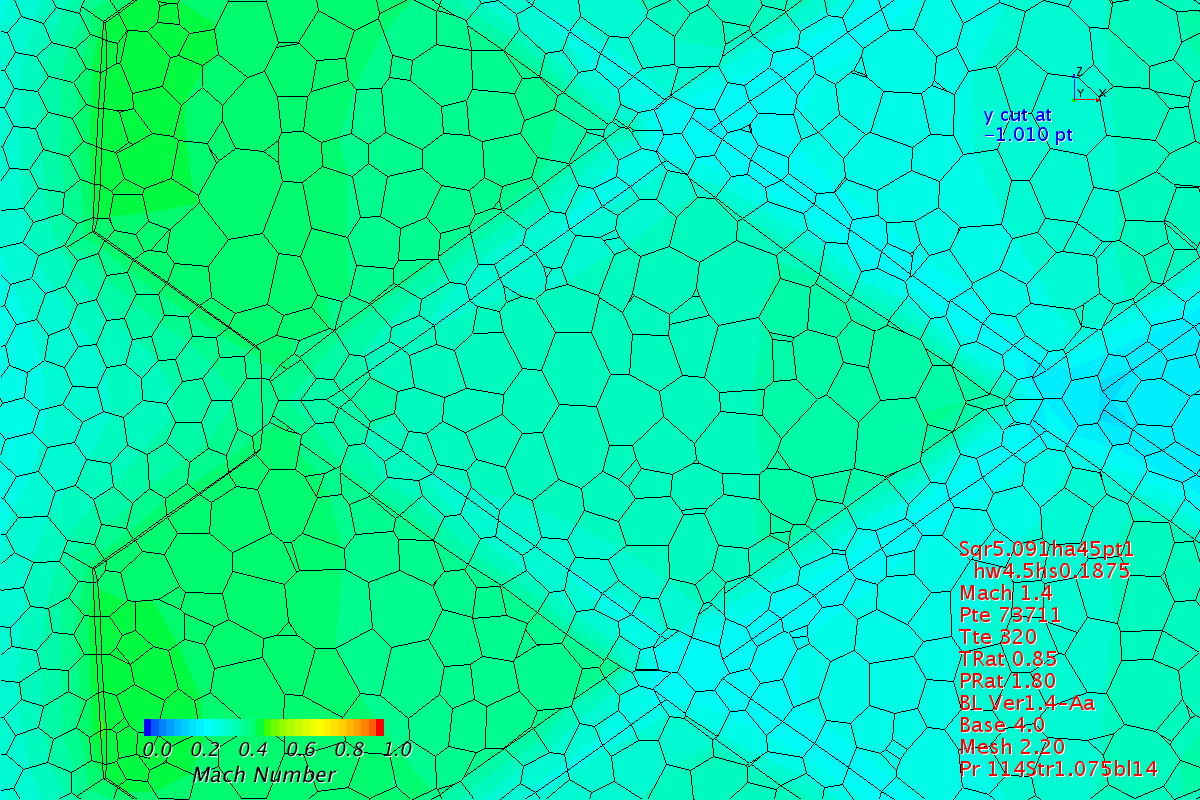 Z
Y X
y cut at
-1.010 pt
Sqr5.091ha45pt1
hw4.5hs0.1875
Mach 1.4
Pte 73711
Tte 320
TRat 0.85
PRat 1.80
BL Ver1.4-Aa
Base 4.0
Mesh 2.20
Pr 114Str1.075bl14
0.0 0.2 0.4 0.6 0.8 1.0
Mach Number